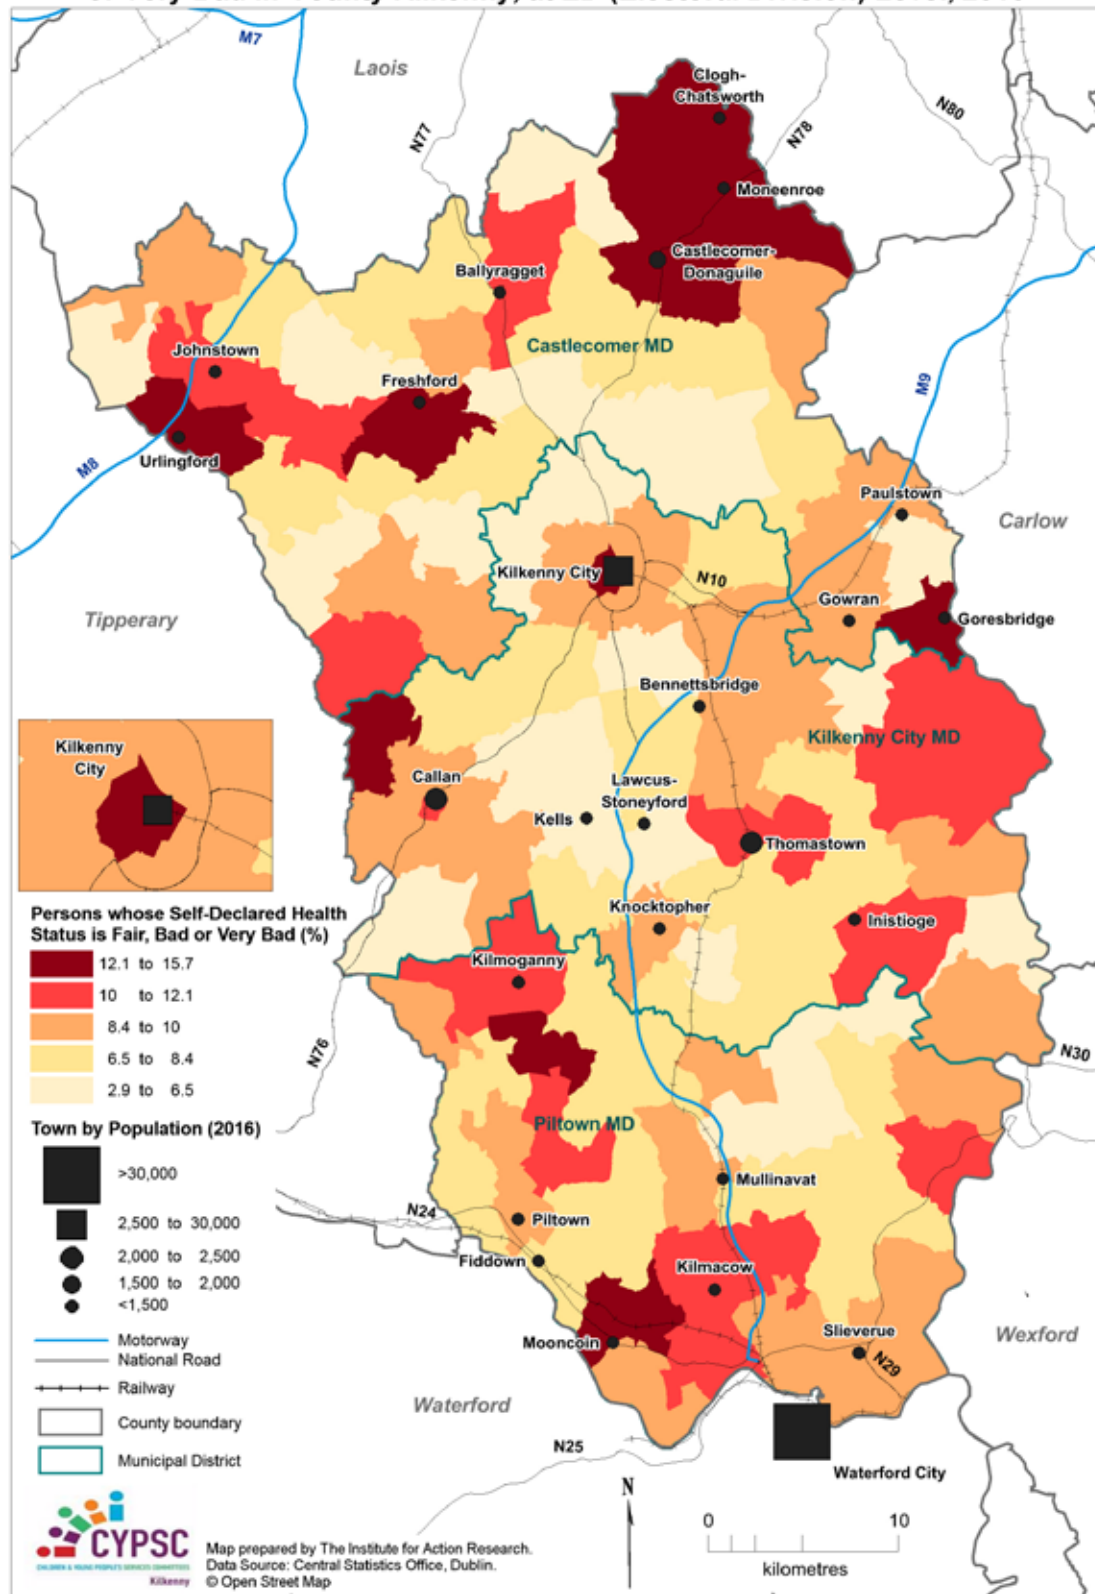 M7
Laois
Clogh-
Chatsworth
N80
N77
N78
Moneenroe
Castlecomer-
Donaguile
Ballyragget
Castlecomer MD
Johnstown
Freshford
M9
M8
Urlingford
Paulstown
Carlow
Kilkenny City
N10
Tipperary
Gowran
Goresbridge
Bennettsbridge
Kilkenny City MD
Kilkenny
City
Callan
Lawcus-
Stoneyford
Kells
Thomastown
Knocktopher
Inistioge
Kilmoganny
Persons whose Self-Declared Health
Status is Fair, Bad or Very Bad (%)
12.1 to 15.7
10 to 12.1
8.4 to 10
6.5 to 8.4
2.9 to 6.5
N76
N30
Piltown MD
Town by Population (2016)
>30,000
2,500 to 30,000
2,000 to 2,500
1,500 to 2,000
<1,500
Mullinavat
N24
Piltown
Fiddown
Kilmacow
Mooncoin
Slieverue
N29
Wexford
Motorway
National Road
Railway
County boundary
Municipal District
Waterford
N25
Waterford City
N
0 10
kilometres
CYPSC
CHILDREN & YOUNG PEOPLE'S SERVICES COMMITTEES
Kilkenny
Map prepared by The Institute for Action Research.
Data Source: Central Statistics Office, Dublin.
© Open Street Map